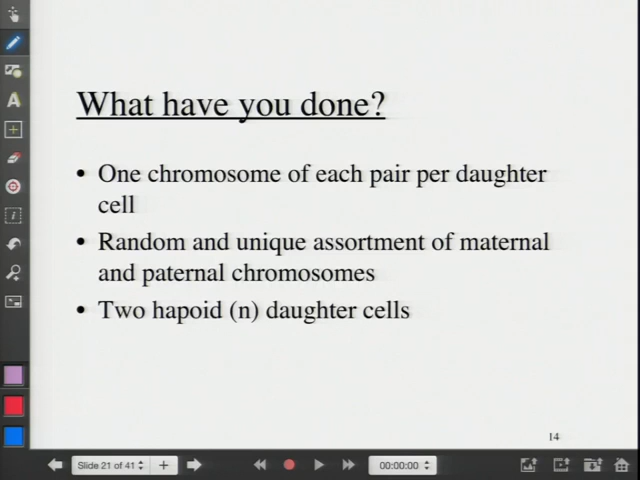 What have you done?
• One chromosome of each pair per daughter
cell
• Random and unique assortment of maternal
and paternal chromosomes
• Two hapoid (n) daughter cells
14
Slide 21 of 41
00:00:00